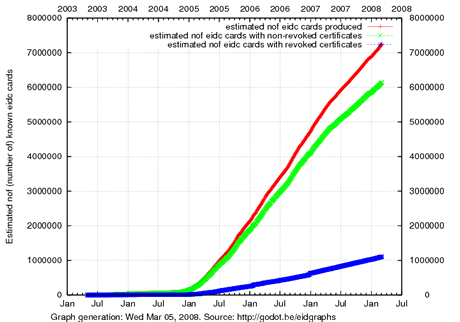 2003 2003 2004 2004 2005 2005 2006 2006 2007 2007 2008 2008
estimated nof eidc cards produced
estimated nof eidc cards with non-revoked certificates
estimated nof eidc cards with revoked certificates
Estimated nof (number of) known eidc cards
8000000 8000000
7000000 7000000
6000000 6000000
5000000 5000000
4000000 4000000
3000000 3000000
2000000 2000000
1000000 1000000
0 0
Jan Jul Jan Jul Jan Jul Jan Jul Jan Jul Jan Jul
Graph generation: Wed Mar 05, 2008. Source: http://godot.be/eidgraphs